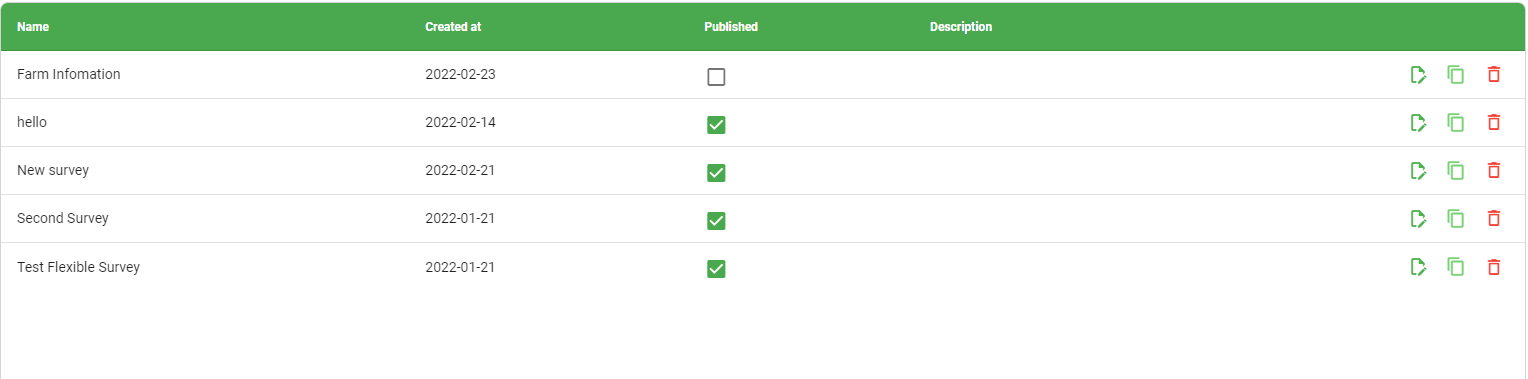 Name Created at Published Description
Farm Infomation 2022-02-23
hello 2022-02-14
New survey 2022-02-21
Second Survey 2022-01-21
Test Flexible Survey 2022-01-21